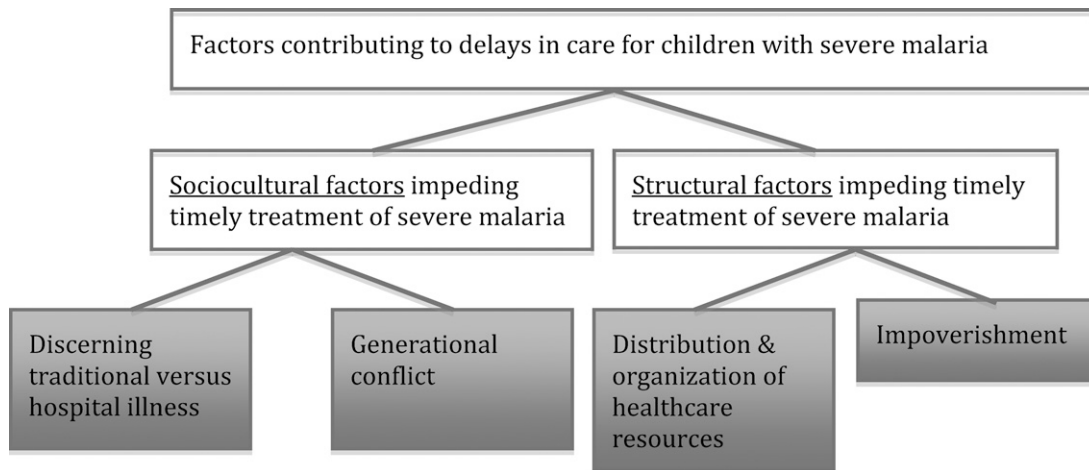 Factors contributing to delays in care for children with severe malaria
Sociocultural factors impeding
timely treatment of severe malaria
Structural factors impeding timely
treatment of severe malaria
Discerning
traditional versus
hospital illness
Generational
conflict
Distribution &
organization of
healthcare
resources
Impoverishment